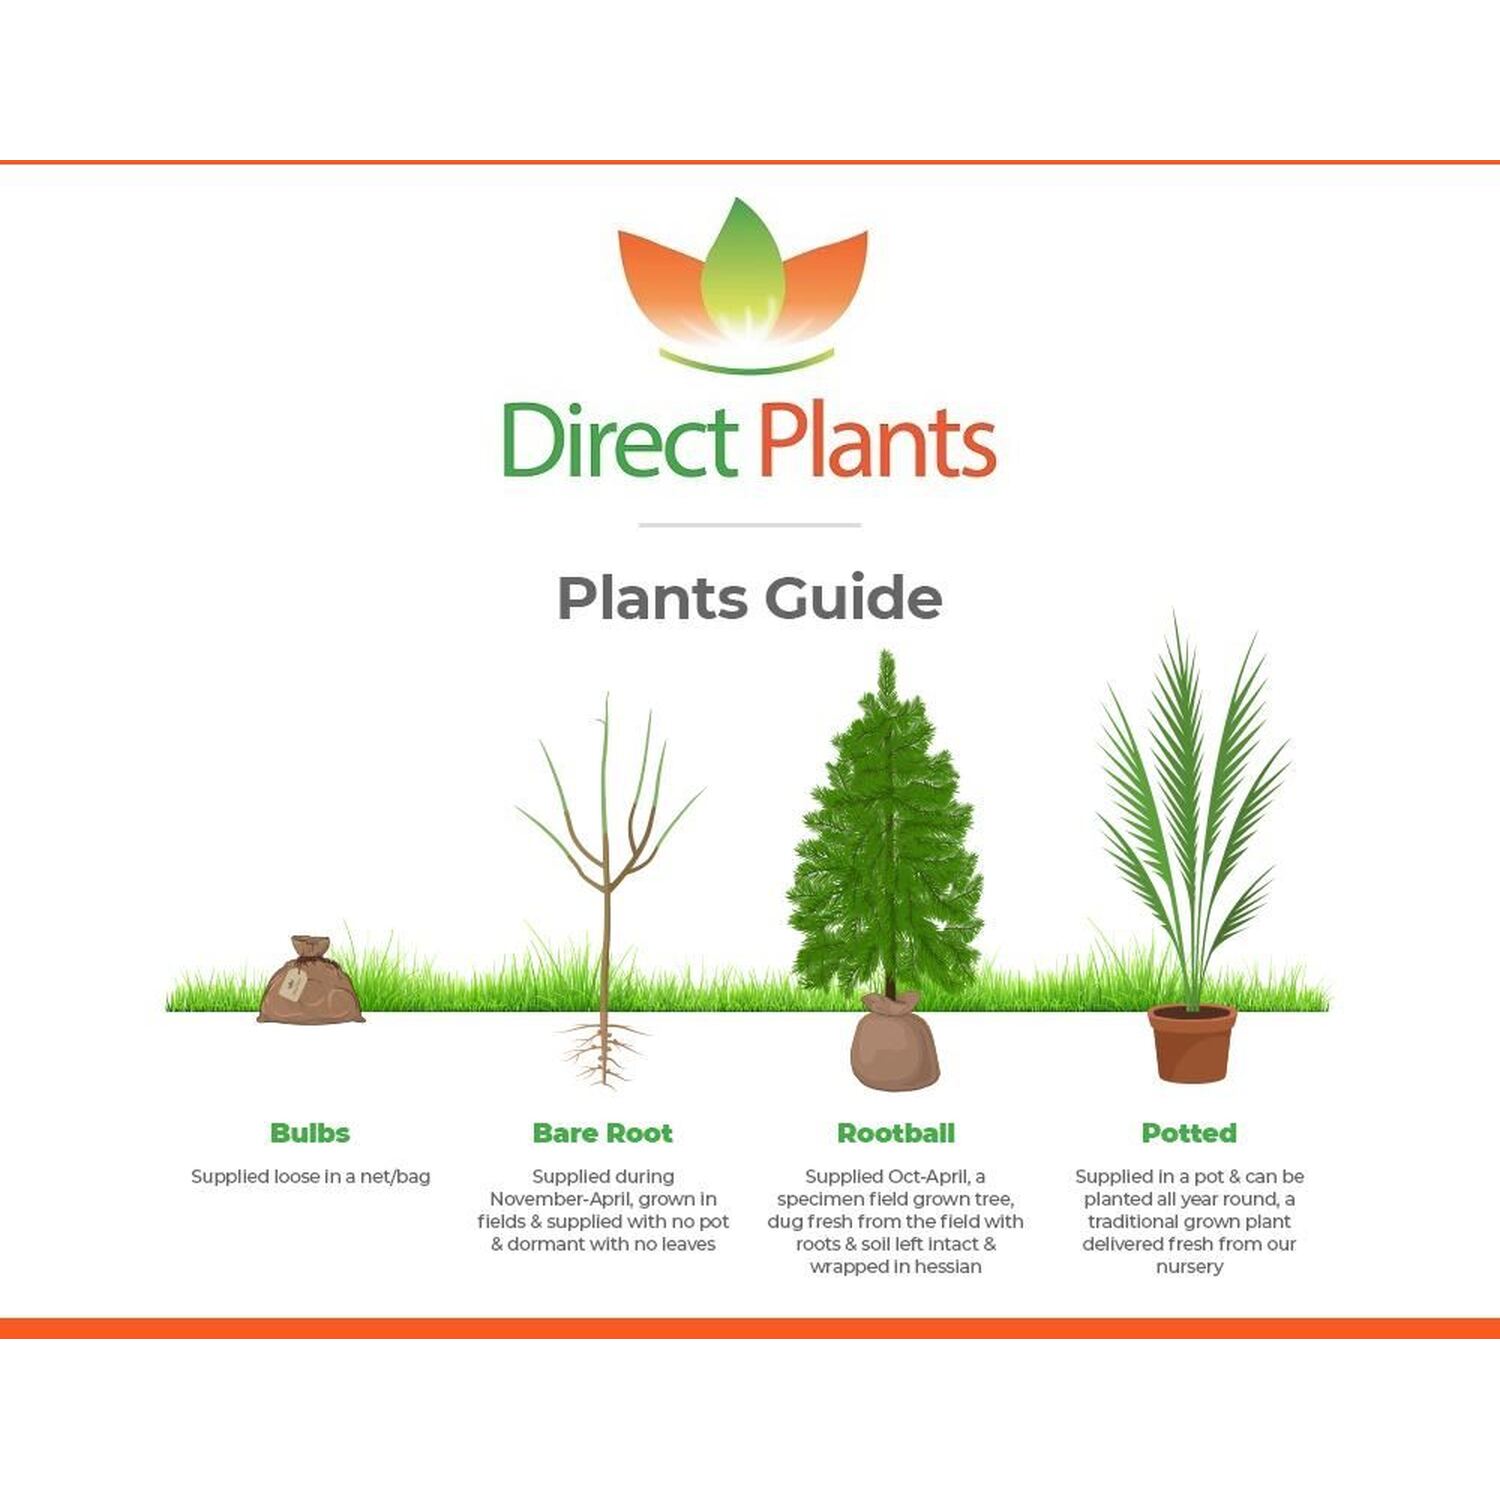 Direct Plants
Plants Guide
Bulbs
Supplied loose in a net/bag
Bare Root
Supplied during
November-April, grown in
fields & supplied with no pot
& dormant with no leaves
Rootball
Supplied Oct-April, a
specimen field grown tree,
dug fresh from the field with
roots & soil left intact &
wrapped in hessian
Potted
Supplied in a pot & can be
planted all year round, a
traditional grown plant
delivered fresh from our
nursery